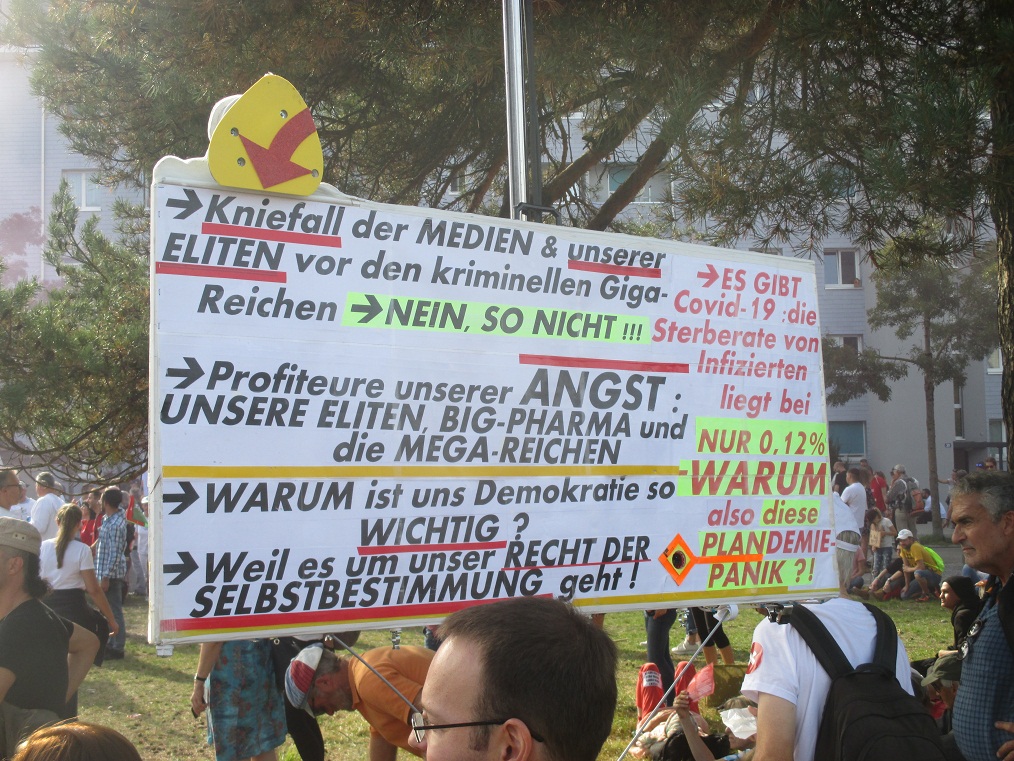 ➔Kniefall der MEDIEN & unserer
ELITEN vor den kriminellen Giga-
Reichen ➔NEIN, SO NICHT !!!
➔Profiteure unserer ANGST :
UNSERE ELITEN, BIG-PHARMA und
die MEGA-REICHEN
➔WARUM ist uns Demokratie so
WICHTIG ?
➔Weil es um unser RECHT DER
SELBSTBESTIMMUNG geht !
➔ES GIBT
Covid-19 :die
Sterberate von
Infizierten
liegt bei
NUR 0,12%
-WARUM
also diese
PLANDEMIE-
PANIK ?!